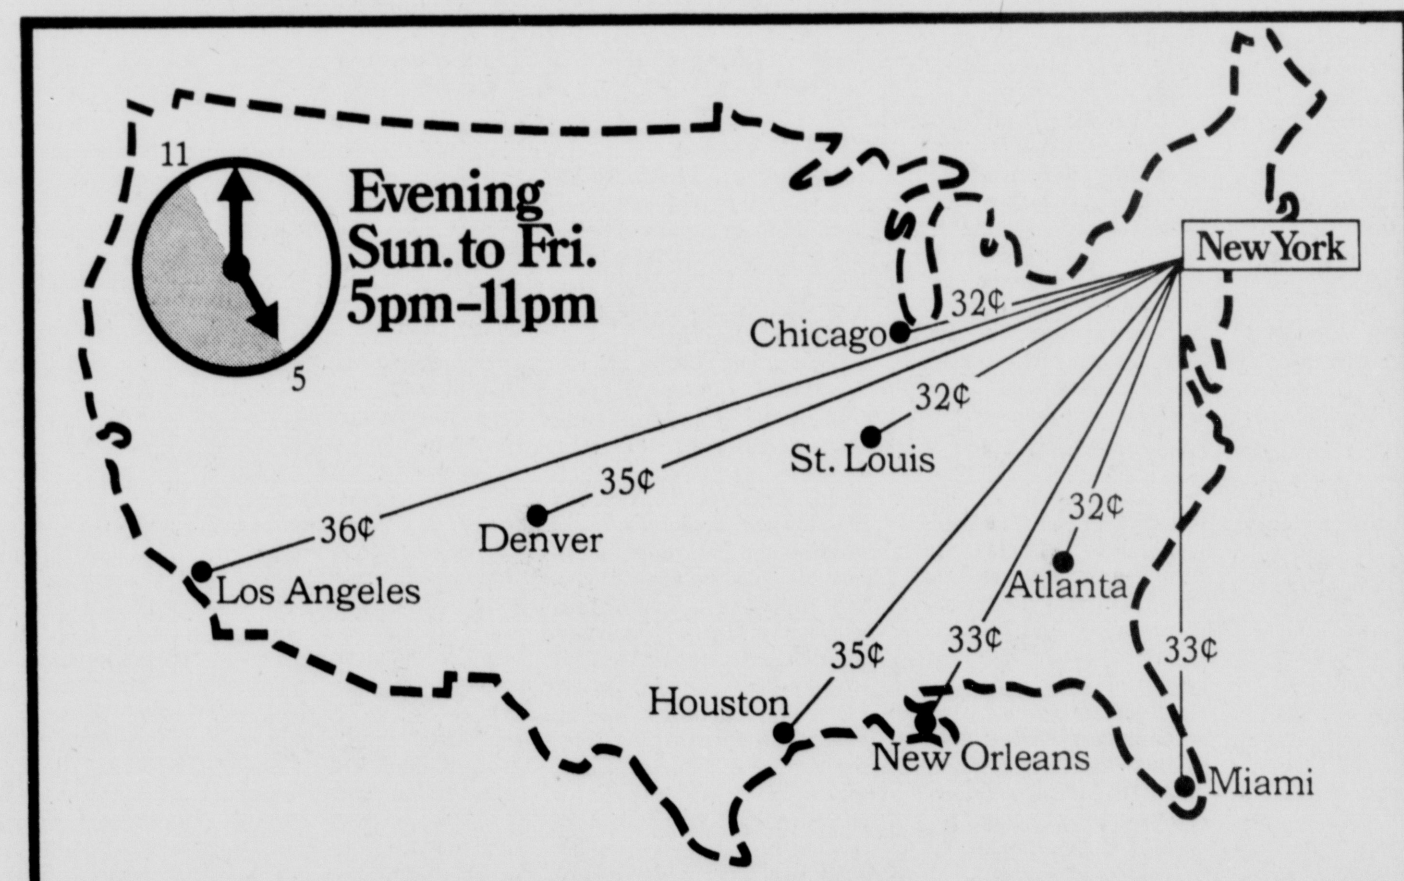 11
Evening
Sun. to Fri.
5pm-11pm
5
New York
32¢
Chicago
32¢
St. Louis
35¢
Denver
36¢
Los Angeles
32¢
Atlanta
35¢
33¢
33¢
Houston
New Orleans
Miami